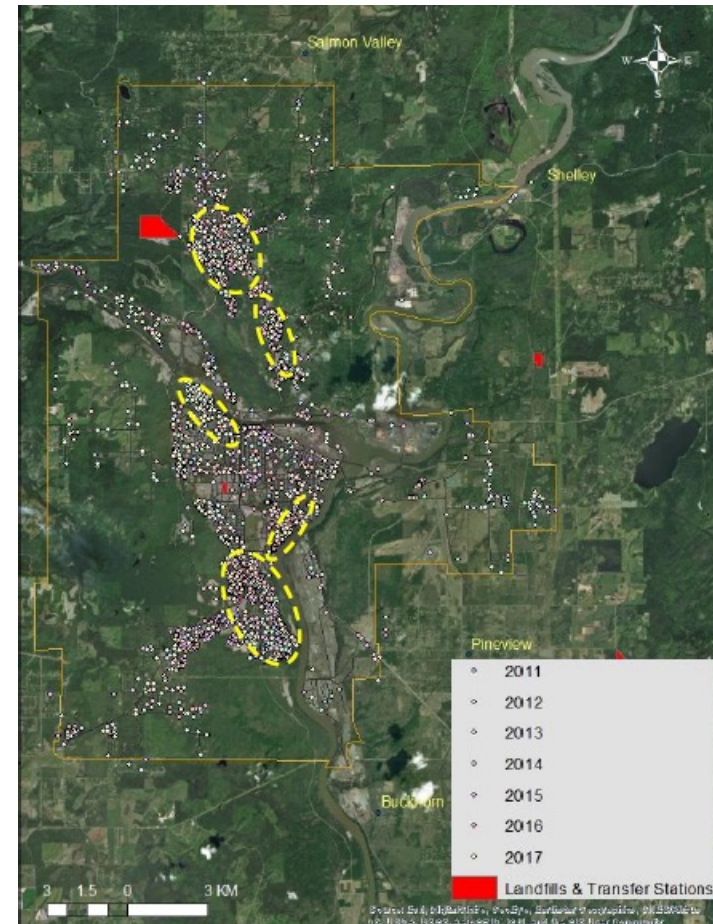 Salmon Valley
N
W E
S
Shelley
Pineview
2011
2012
2013
2014
2015
2016
2017
Buckhorn
Landfills & Transfer Stations
3 1.5 0 3 KM